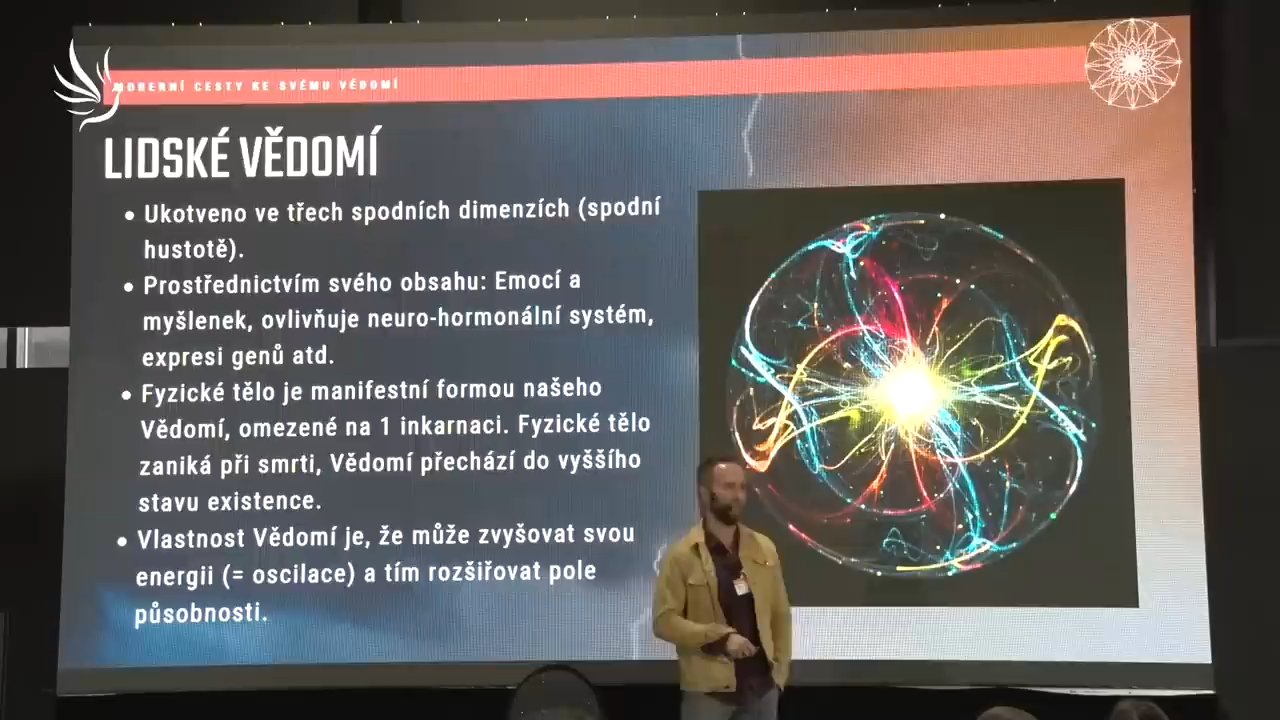 MODERNÍ CESTY KE SVÉMU VĚDOMÍ
LIDSKÉ VĚDOMÍ
• Ukotveno ve třech spodních dimenzích (spodní
hustotě).
• Prostřednictvím svého obsahu: Emocí a
myšlenek, ovlivňuje neuro-hormonální systém,
expresi genů atd.
• Fyzické tělo je manifestní formou našeho
Vědomí, omezené na 1 inkarnaci. Fyzické tělo
zaniká při smrti, Vědomí přechází do vyššího
stavu existence.
• Vlastnost Vědomí je, že může zvyšovat svou
energii (= oscilace) a tím rozšiřovat pole
působnosti.